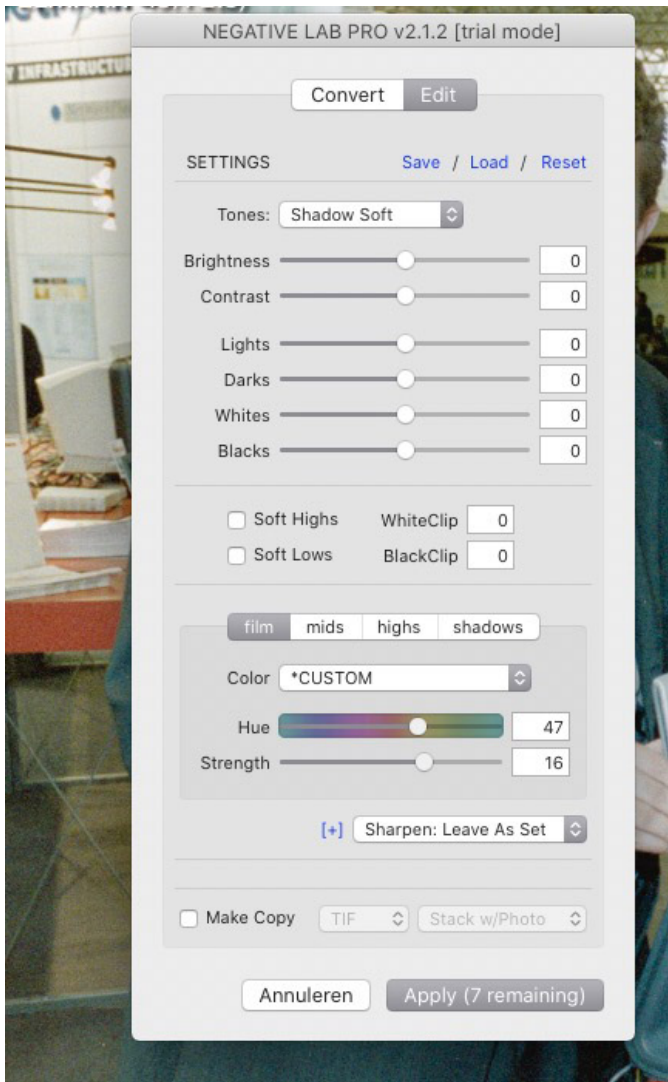 NEGATIVE LAB PRO v2.1.2 [trial mode]
INFRASTRUCTU
Convert Edit
SETTINGS Save / Load / Reset
Tones: Shadow Soft
Brightness 0
Contrast 0
Lights 0
Darks 0
Whites 0
Blacks 0
Soft Highs WhiteClip 0
Soft Lows BlackClip 0
film mids highs shadows
Color *CUSTOM
Hue 47
Strength 16
[+] Sharpen: Leave As Set
Make Copy TIF Stack w/Photo
Annuleren Apply (7 remaining)